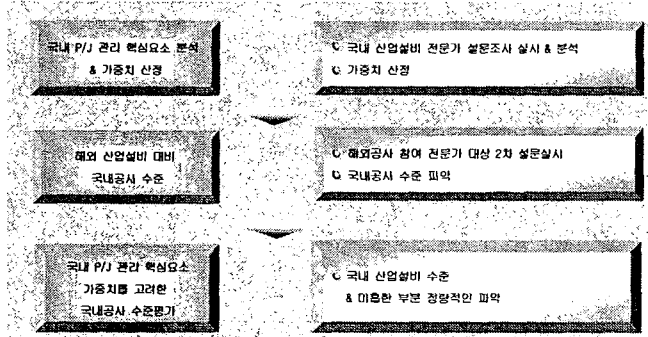 국내 P/J 관리 핵심요소 분석
& 가중치 산정
국내 산업설비 전문가 설문조사 실시 & 분석
가중치 산정
해외 산업설비 대비
국내공사 수준
해외공사 참여 전문가 대상 2차 설문실시
국내공사 수준 파악
국내 P/J 관리 핵심요소
가중치를 고려한
국내공사 수준평가
국내 산업설비 수준
& 미흡한 부분 정량적인 파악